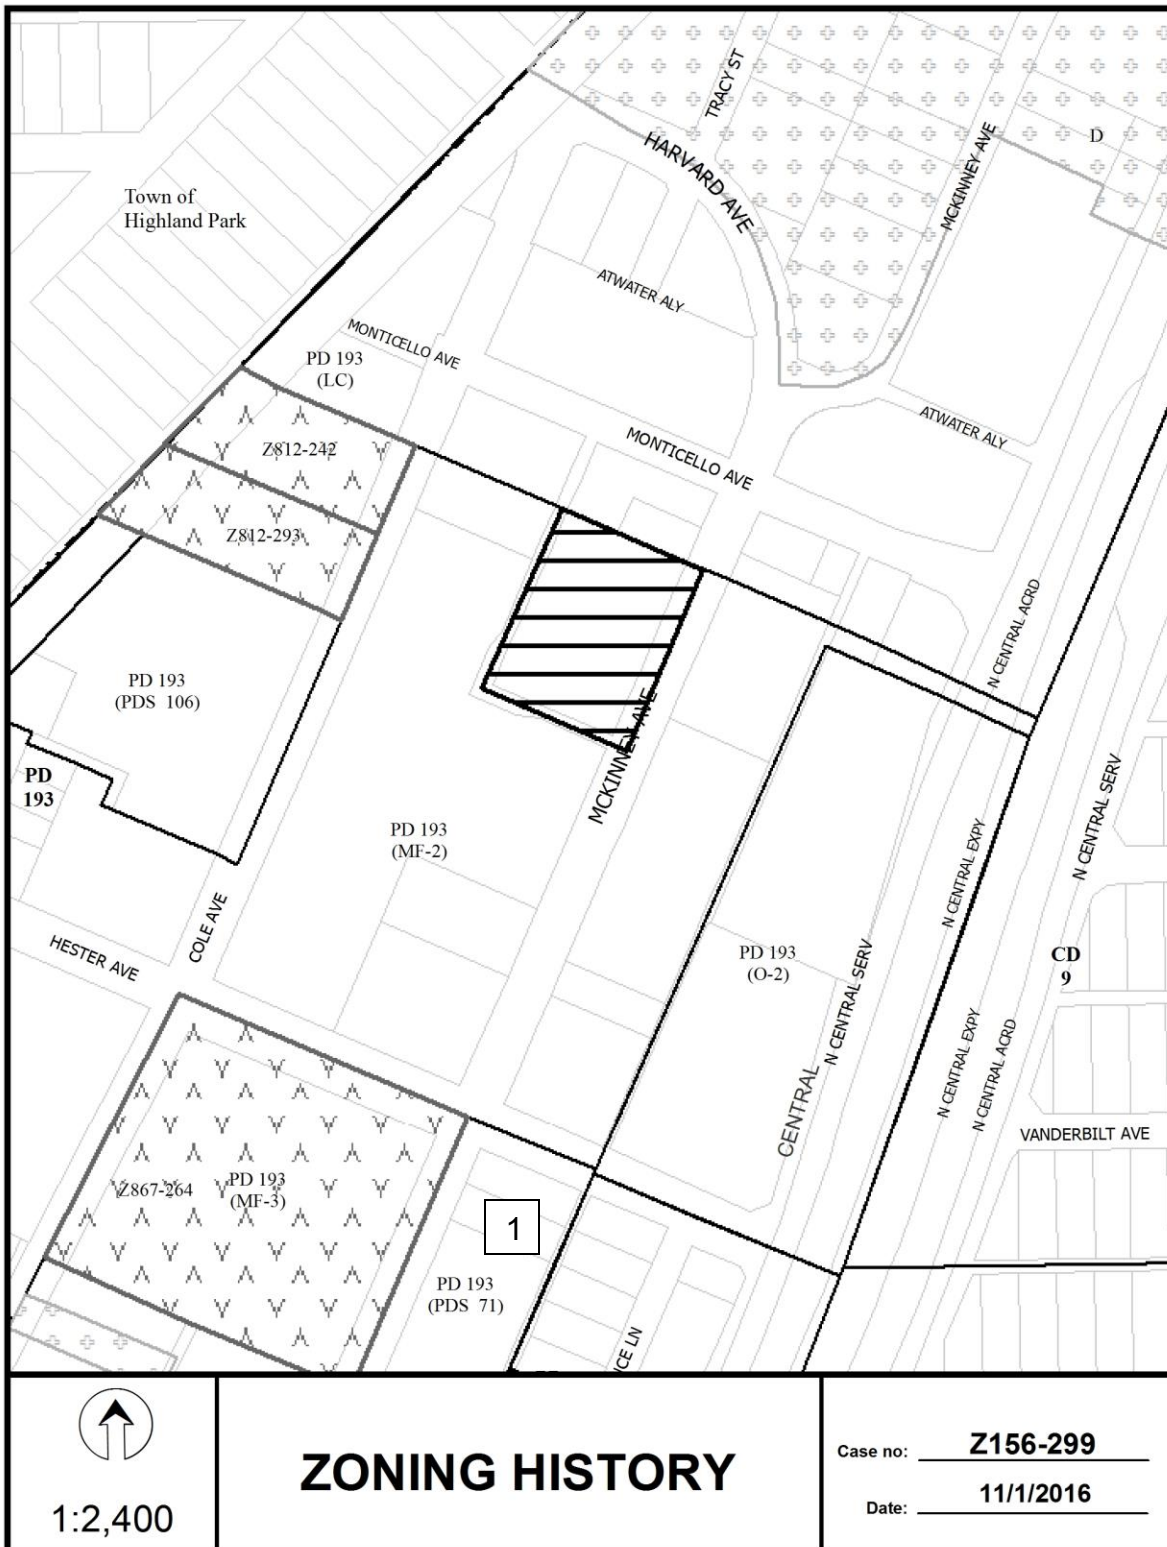 TRACY ST
HARVARD AVE
MCKINNEY AVE
D
Town of
Highland Park
ATWATER ALY
MONTICELLO AVE
PD 193
(LC)
ATWATER ALY
Z812-242
MONTICELLO AVE
Z812-293
N CENTRAL ACRD
PD 193
(PDS 106)
MCKINNEY AVE
PD
193
N CENTRAL SERV
PD 193
(MF-2)
N CENTRAL EXPY
COLE AVE
HESTER AVE
PD 193
(O-2)
CD
9
N CENTRAL SERV
N CENTRAL EXPY
N CENTRAL ACRD
CENTRAL
VANDERBILT AVE
Z867-264
PD 193
(MF-3)
1
PD 193
(PDS 71)
ICE LN
1:2,400
ZONING HISTORY
Case no: Z156-299
Date: 11/1/2016